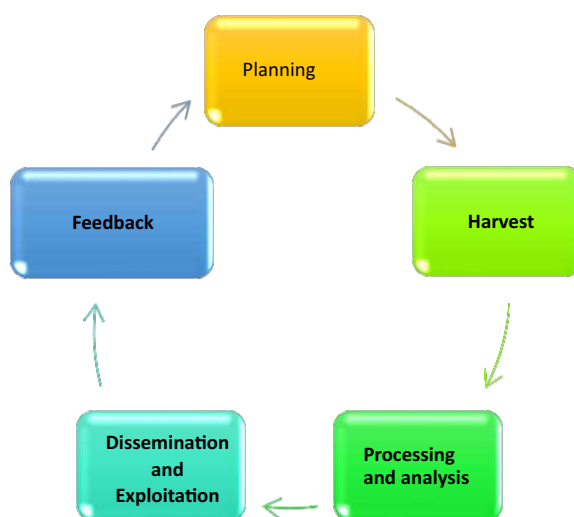 Planning
Harvest
Processing
and analysis
Dissemination
and
Exploitation
Feedback